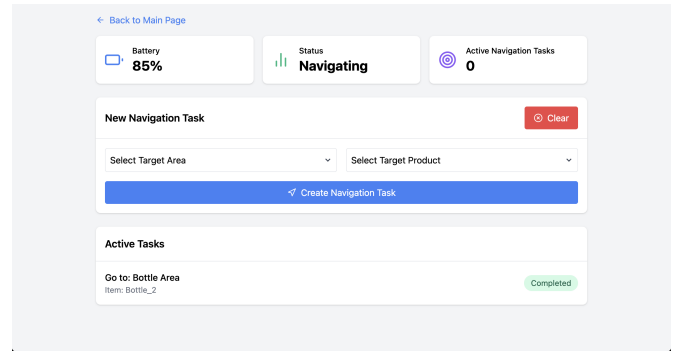 Back to Main Page
Battery
85%
Status
Navigating
Active Navigation Tasks
0
New Navigation Task
Clear
Select Target Area
Select Target Product
Create Navigation Task
Active Tasks
Go to: Bottle Area
Item: Bottle_2
Completed